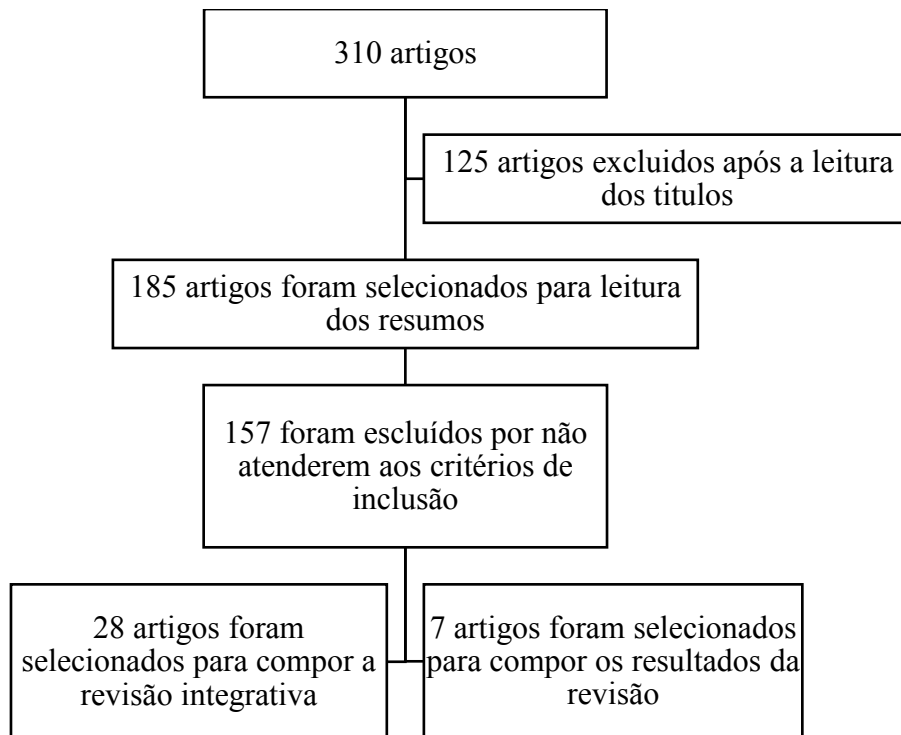 310 artigos
125 artigos excluidos após a leitura
dos titulos
185 artigos foram selecionados para leitura
dos resumos
157 foram escluídos por não
atenderem aos critérios de
inclusão
28 artigos foram
selecionados para compor a
revisão integrativa
7 artigos foram selecionados
para compor os resultados da
revisão